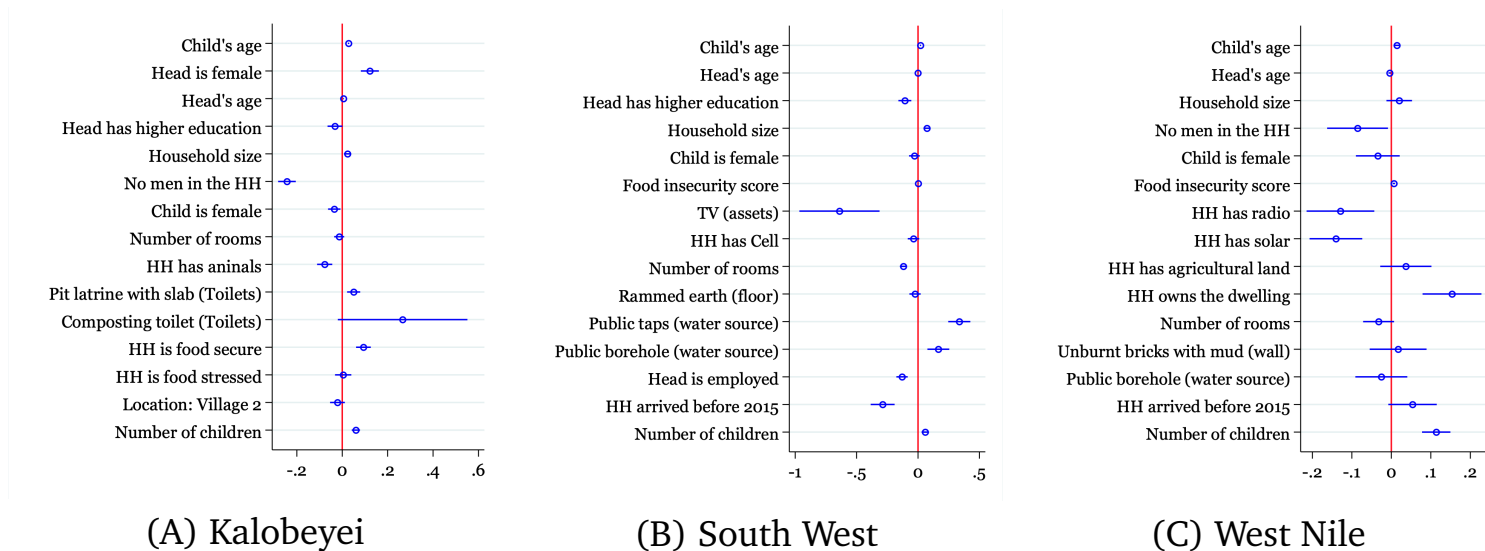 Child's age
Head is female
Head's age
Head has higher education
Household size
No men in the HH
Child is female
Number of rooms
HH has aninals
Pit latrine with slab (Toilets)
Composting toilet (Toilets)
HH is food secure
HH is food stressed
Location: Village 2
Number of children
-.2 0 .2 .4 .6
(A) Kalobeyei
Child's age
Head's age
Head has higher education
Household size
Child is female
Food insecurity score
TV (assets)
HH has Cell
Number of rooms
Rammed earth (floor)
Public taps (water source)
Public borehole (water source)
Head is employed
HH arrived before 2015
Number of children
-1 -.5 0 .5
(B) South West
Child's age
Head's age
Household size
No men in the HH
Child is female
Food insecurity score
HH has radio
HH has solar
HH has agricultural land
HH owns the dwelling
Number of rooms
Unburnt bricks with mud (wall)
Public borehole (water source)
HH arrived before 2015
Number of children
-.2 -.1 0 .1 .2
(C) West Nile